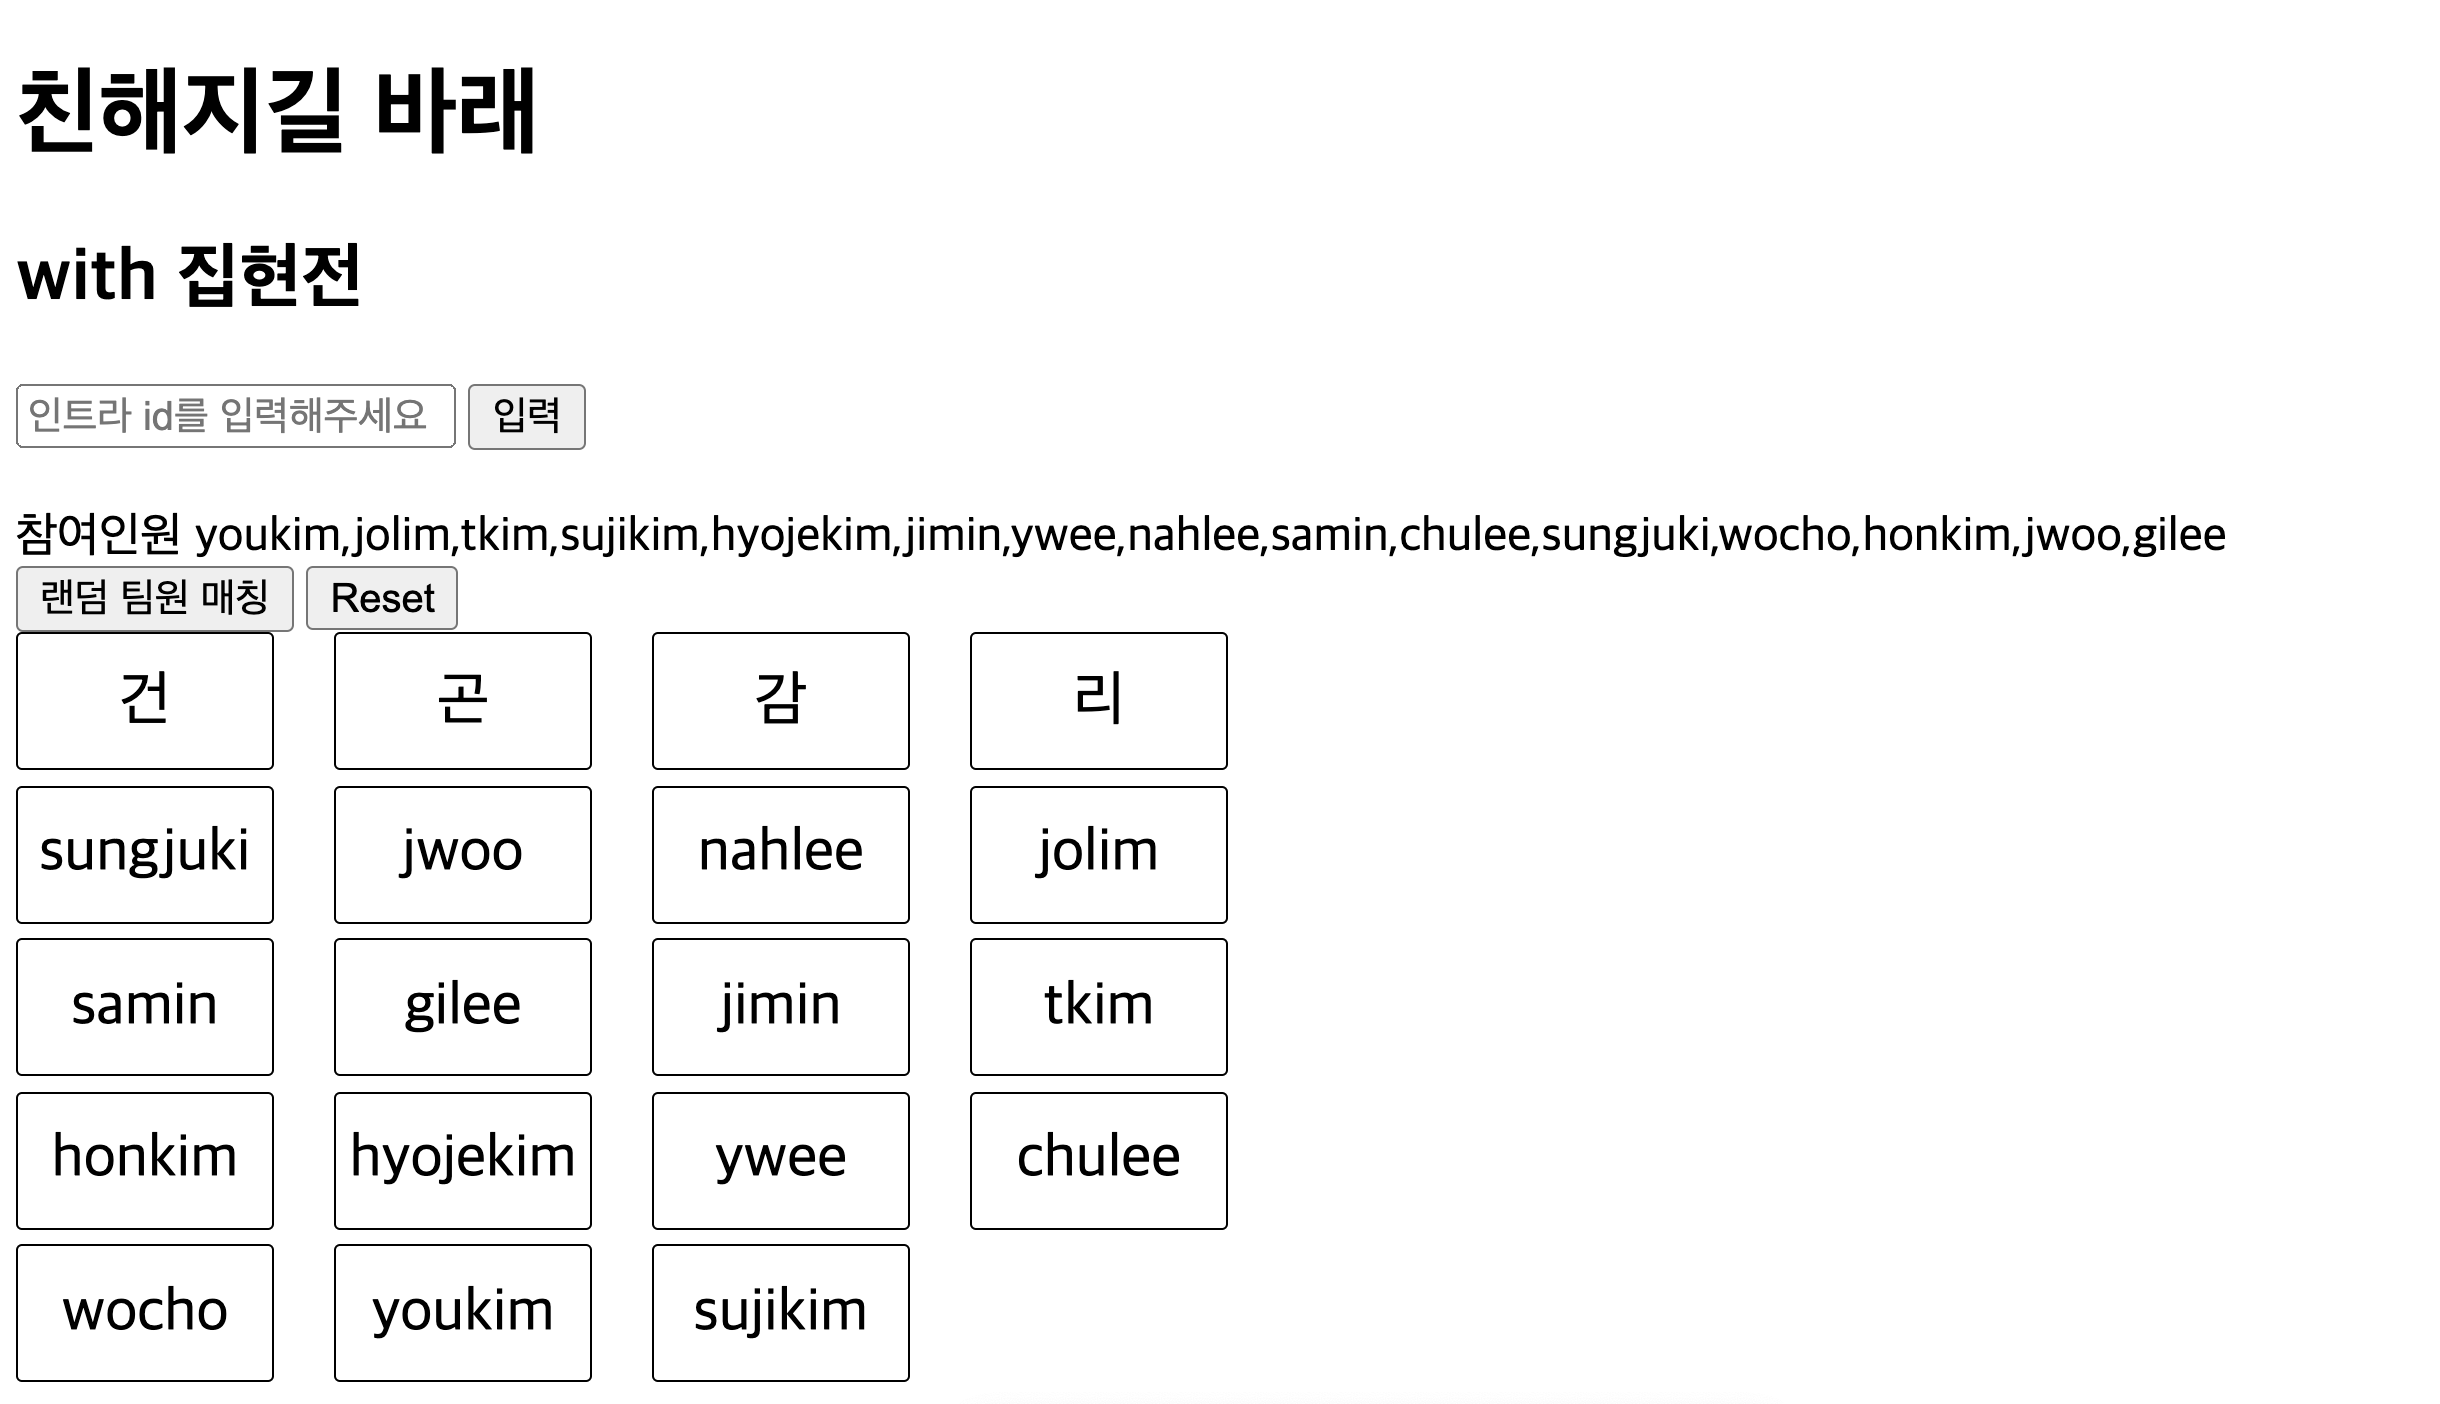 친해지길 바래
with 집현전
인트라 id를 입력해주세요 입력
참여인원 youkim,jolim,tkim,sujikim,hyojekim,jimin,ywee,nahlee,samin,chulee,sungjuki,wocho,honkim,jwoo,gilee
랜덤 팀원 매칭 Reset
건 곤 감 리
sungjuki jwoo nahlee jolim
samin gilee jimin tkim
honkim hyojekim ywee chulee
wocho youkim sujikim